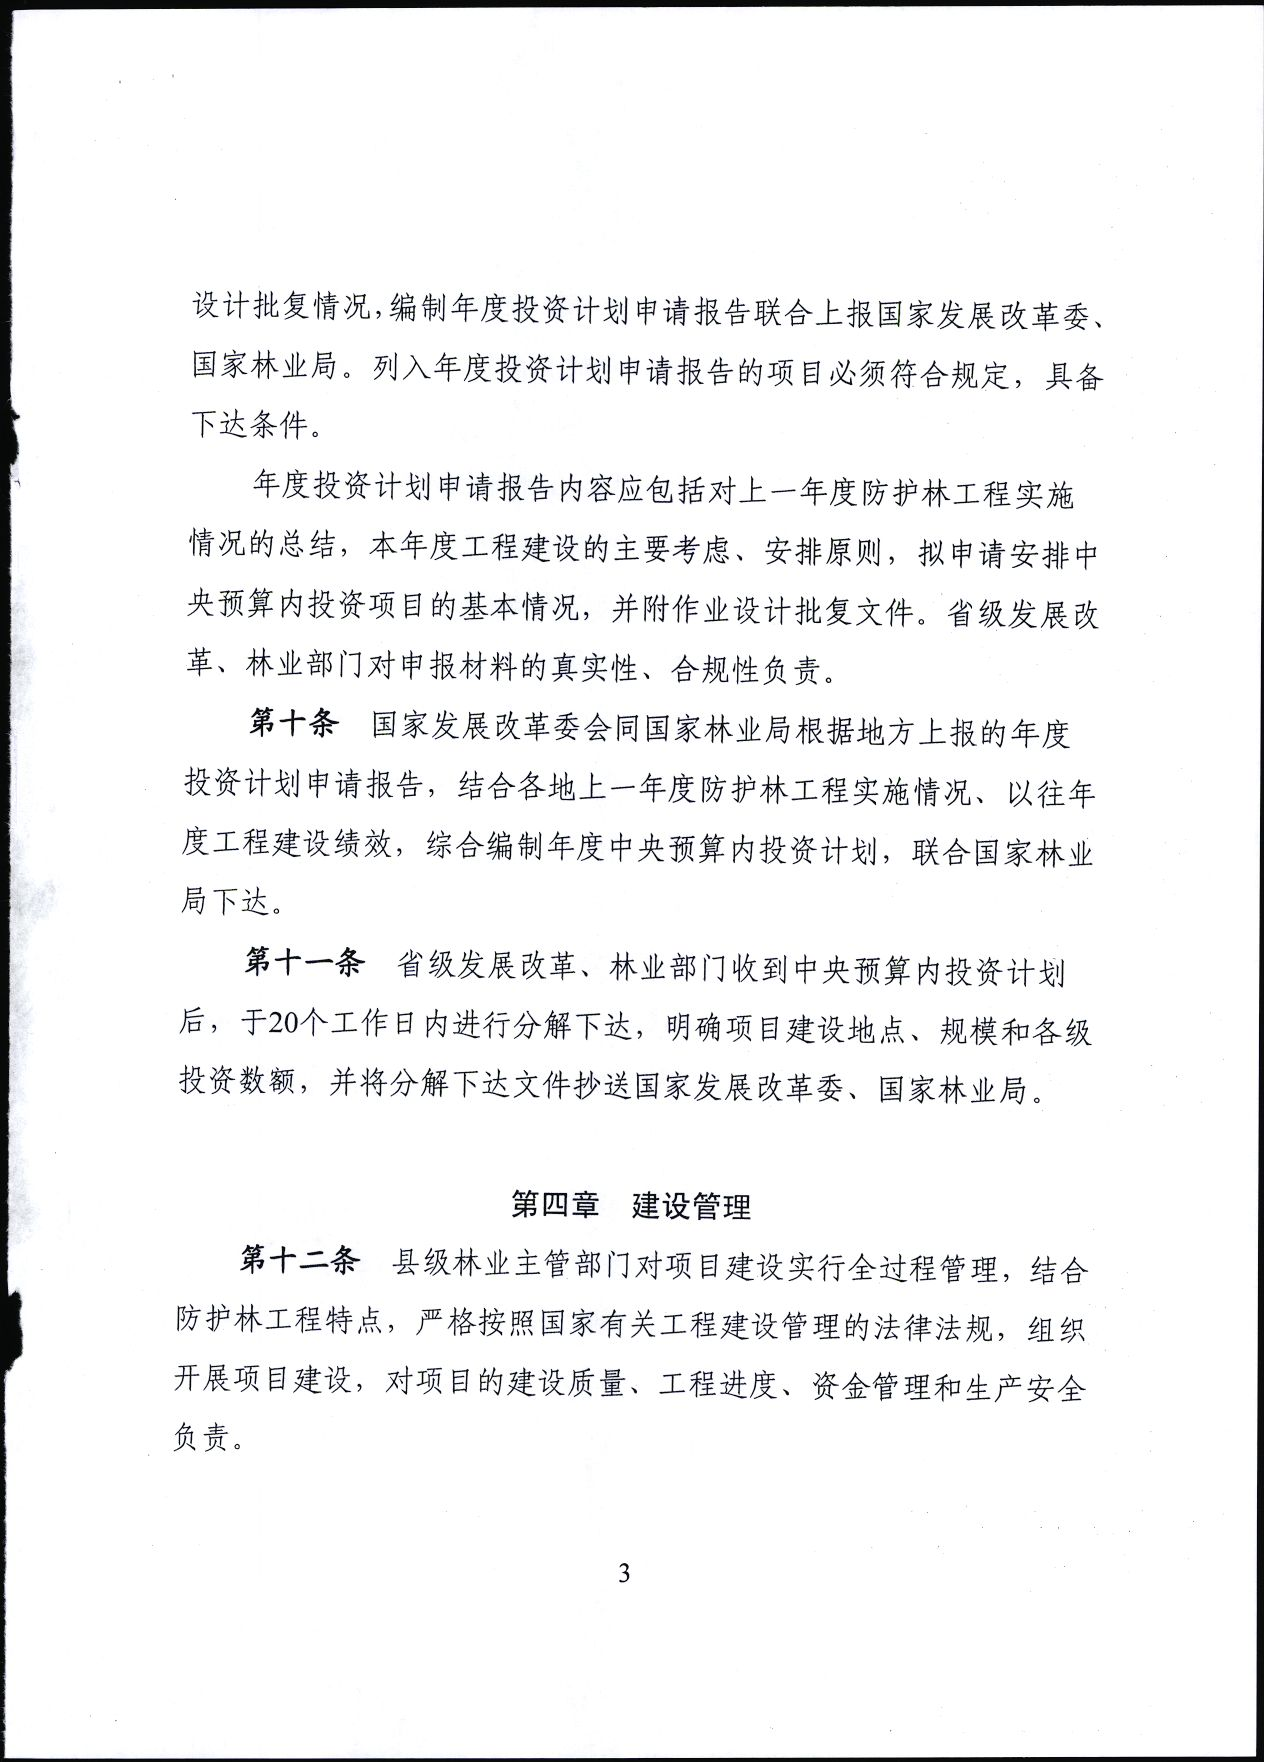 设计批复情况,编制年度投资计划申请报告联合上报国家发展改革委、
国家林业局。列入年度投资计划申请报告的项目必须符合规定，具备
下达条件。
年度投资计划申请报告内容应包括对上一年度防护林工程实施
情况的总结，本年度工程建设的主要考虑、安排原则，拟申请安排中
央预算内投资项目的基本情况，并附作业设计批复文件。省级发展改
革、林业部门对申报材料的真实性、合规性负责。
第十条 国家发展改革委会同国家林业局根据地方上报的年度
投资计划申请报告，结合各地上一年度防护林工程实施情况、以往年
度工程建设绩效，综合编制年度中央预算内投资计划，联合国家林业
局下达。
第十一条 省级发展改革、林业部门收到中央预算内投资计划
后，于20个工作日内进行分解下达，明确项目建设地点、规模和各级
投资数额，并将分解下达文件抄送国家发展改革委、国家林业局。
第四章 建设管理
第十二条 县级林业主管部门对项目建设实行全过程管理，结合
防护林工程特点，严格按照国家有关工程建设管理的法律法规，组织
开展项目建设，对项目的建设质量、工程进度、资金管理和生产安全
负责。
3